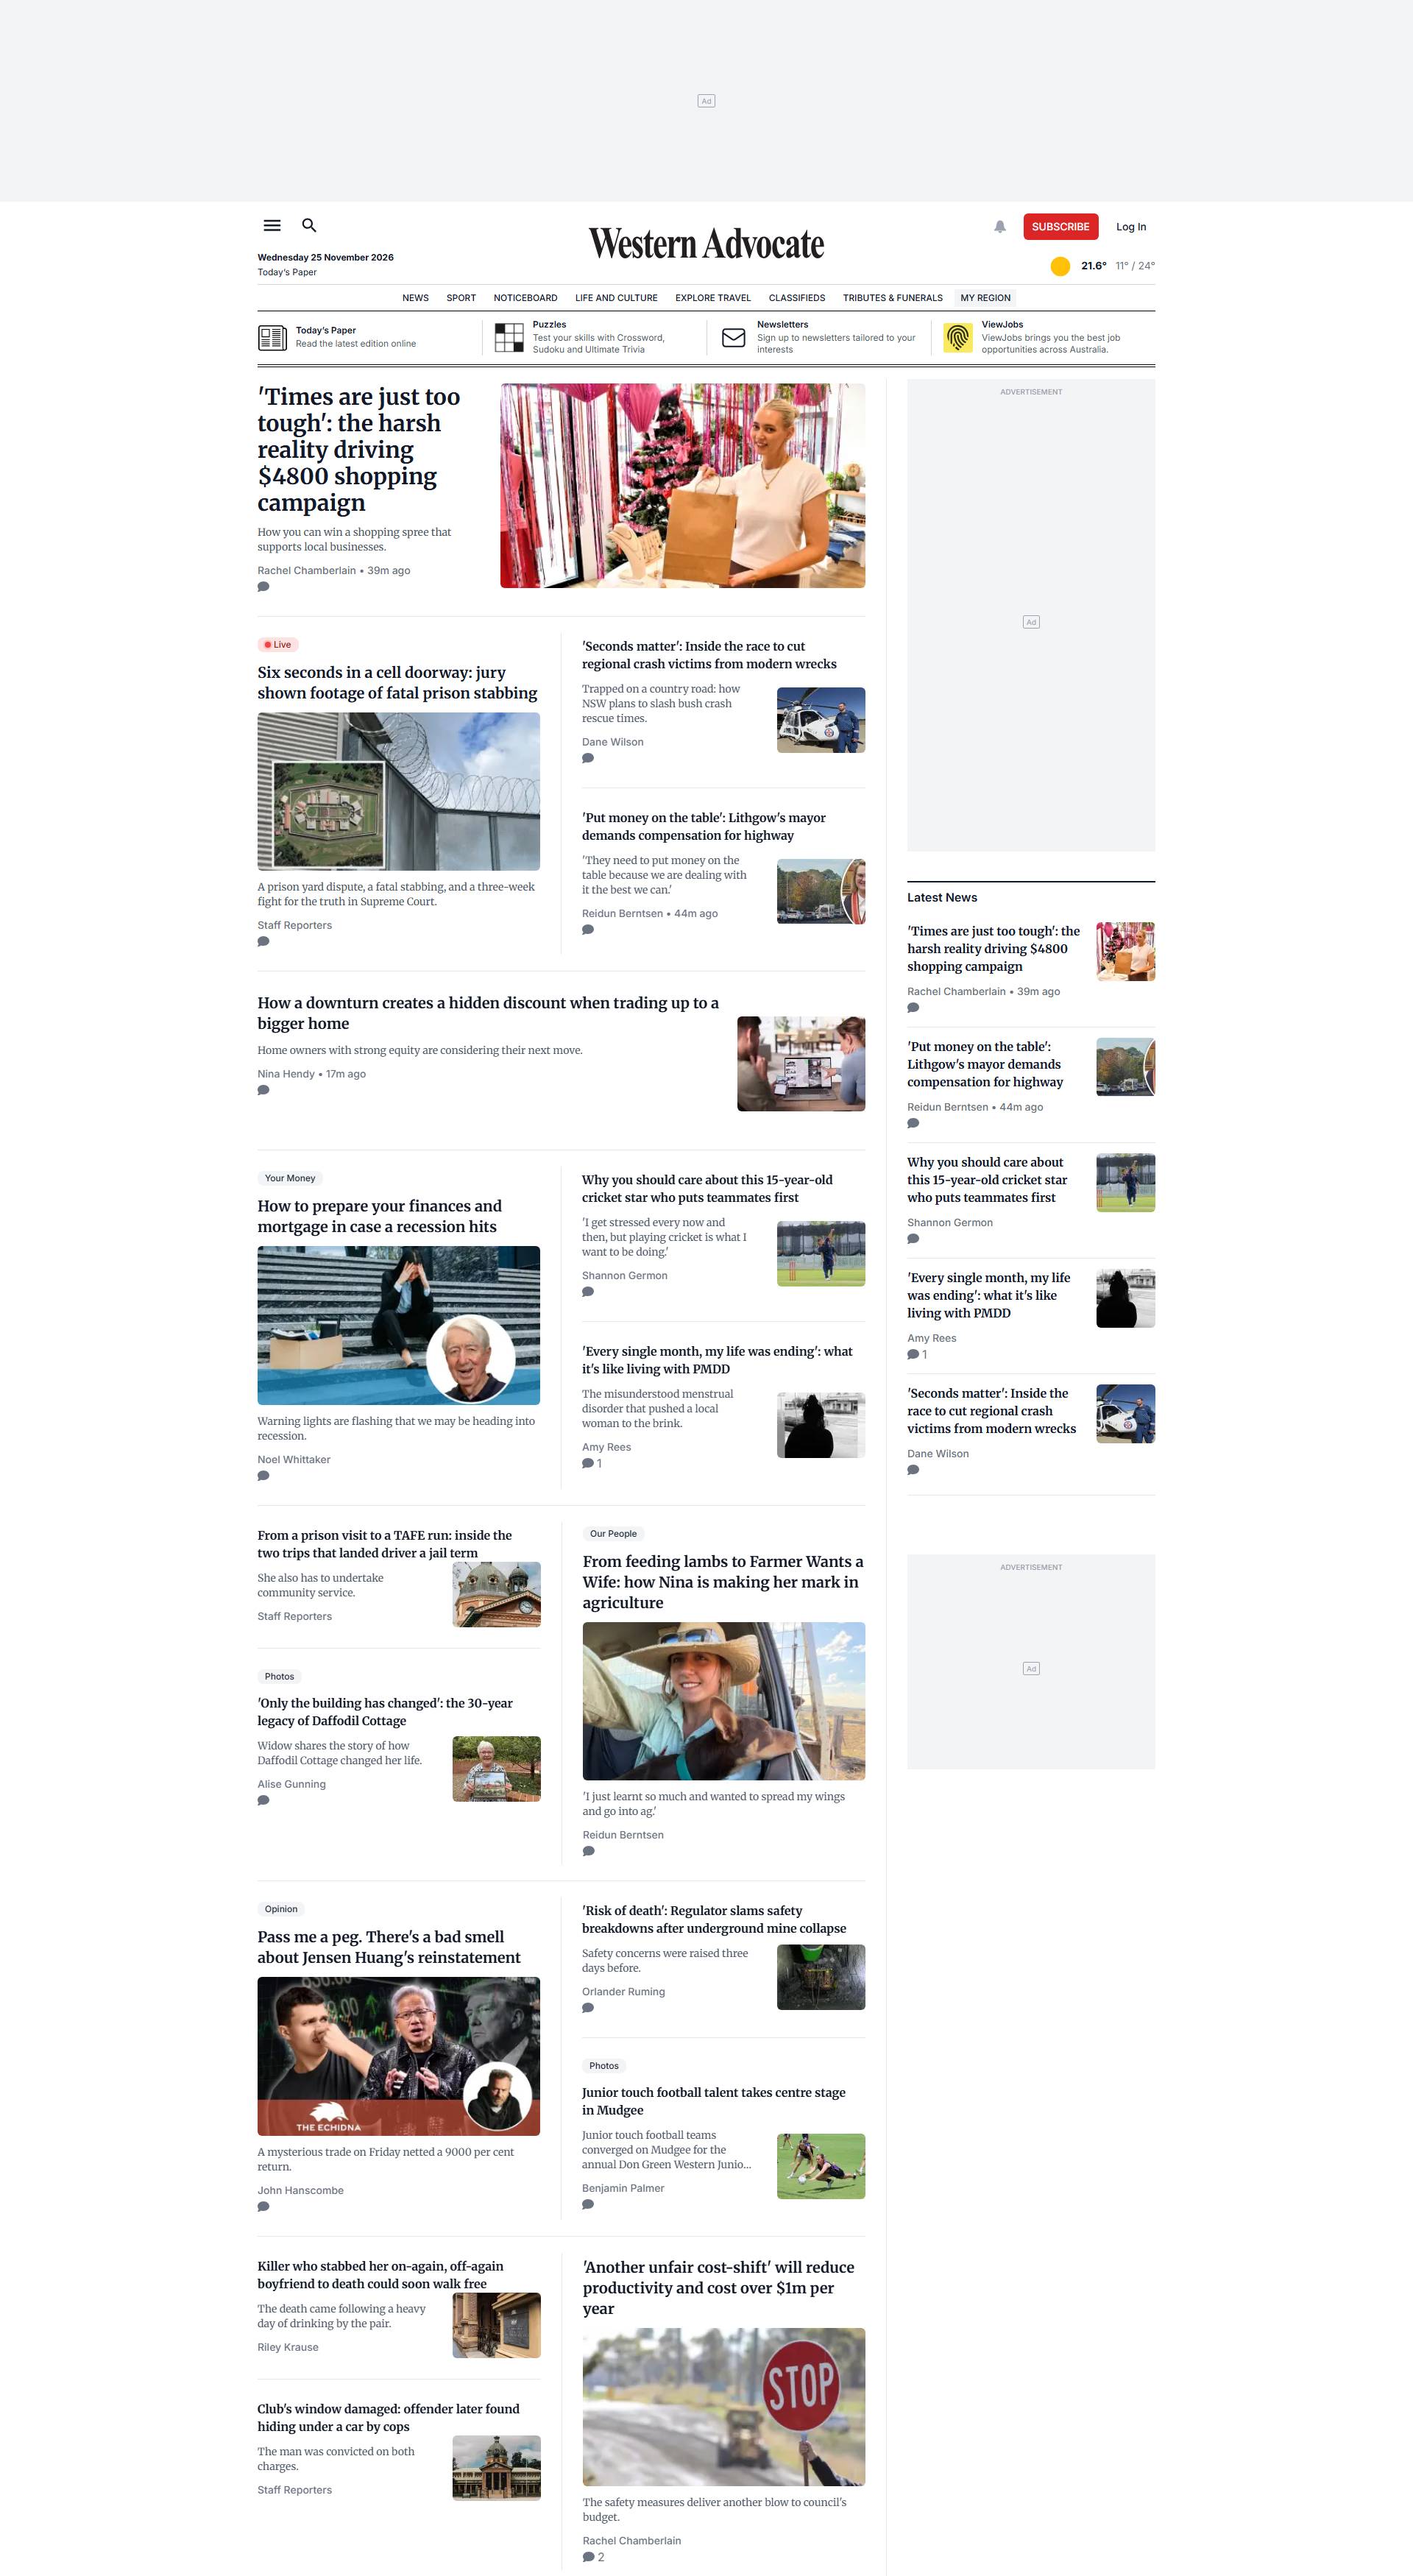 Ad
SUBSCRIBE
Log In
Western Advocate
Wednesday 25 November 2026
Today's Paper
21.6° 11° / 24°
NEWS SPORT NOTICEBOARD LIFE AND CULTURE EXPLORE TRAVEL CLASSIFIEDS TRIBUTES & FUNERALS MY REGION
Today's Paper
Read the latest edition online
Puzzles
Test your skills with Crossword,
Sudoku and Ultimate Trivia
Newsletters
Sign up to newsletters tailored to your
interests
ViewJobs
ViewJobs brings you the best job
opportunities across Australia.
'Times are just too
tough': the harsh
reality driving
$4800 shopping
campaign
How you can win a shopping spree that
supports local businesses.
Rachel Chamberlain • 39m ago
Live
Six seconds in a cell doorway: jury
shown footage of fatal prison stabbing
A prison yard dispute, a fatal stabbing, and a three-week
fight for the truth in Supreme Court.
Staff Reporters
'Seconds matter': Inside the race to cut
regional crash victims from modern wrecks
Trapped on a country road: how
NSW plans to slash bush crash
rescue times.
Dane Wilson
'Put money on the table': Lithgow's mayor
demands compensation for highway
'They need to put money on the
table because we are dealing with
it the best we can.'
Reidun Berntsen • 44m ago
How a downturn creates a hidden discount when trading up to a
bigger home
Home owners with strong equity are considering their next move.
Nina Hendy • 17m ago
Your Money
How to prepare your finances and
mortgage in case a recession hits
Warning lights are flashing that we may be heading into
recession.
Noel Whittaker
Why you should care about this 15-year-old
cricket star who puts teammates first
'I get stressed every now and
then, but playing cricket is what I
want to be doing.'
Shannon Germon
'Every single month, my life was ending': what
it's like living with PMDD
The misunderstood menstrual
disorder that pushed a local
woman to the brink.
Amy Rees
1
From a prison visit to a TAFE run: inside the
two trips that landed driver a jail term
She also has to undertake
community service.
Staff Reporters
Photos
'Only the building has changed': the 30-year
legacy of Daffodil Cottage
Widow shares the story of how
Daffodil Cottage changed her life.
Alise Gunning
Our People
From feeding lambs to Farmer Wants a
Wife: how Nina is making her mark in
agriculture
'I just learnt so much and wanted to spread my wings
and go into ag.'
Reidun Berntsen
Opinion
Pass me a peg. There's a bad smell
about Jensen Huang's reinstatement
THE ECHIDNA
A mysterious trade on Friday netted a 9000 per cent
return.
John Hanscombe
'Risk of death': Regulator slams safety
breakdowns after underground mine collapse
Safety concerns were raised three
days before.
Orlander Ruming
Photos
Junior touch football talent takes centre stage
in Mudgee
Junior touch football teams
converged on Mudgee for the
annual Don Green Western Junio...
Benjamin Palmer
Killer who stabbed her on-again, off-again
boyfriend to death could soon walk free
The death came following a heavy
day of drinking by the pair.
Riley Krause
Club's window damaged: offender later found
hiding under a car by cops
The man was convicted on both
charges.
Staff Reporters
'Another unfair cost-shift' will reduce
productivity and cost over $1m per
year
STOP
The safety measures deliver another blow to council's
budget.
Rachel Chamberlain
2
ADVERTISEMENT
Ad
Latest News
'Times are just too tough': the
harsh reality driving $4800
shopping campaign
Rachel Chamberlain • 39m ago
'Put money on the table':
Lithgow's mayor demands
compensation for highway
Reidun Berntsen • 44m ago
Why you should care about
this 15-year-old cricket star
who puts teammates first
Shannon Germon
'Every single month, my life
was ending': what it's like
living with PMDD
Amy Rees
1
'Seconds matter': Inside the
race to cut regional crash
victims from modern wrecks
Dane Wilson
ADVERTISEMENT
Ad